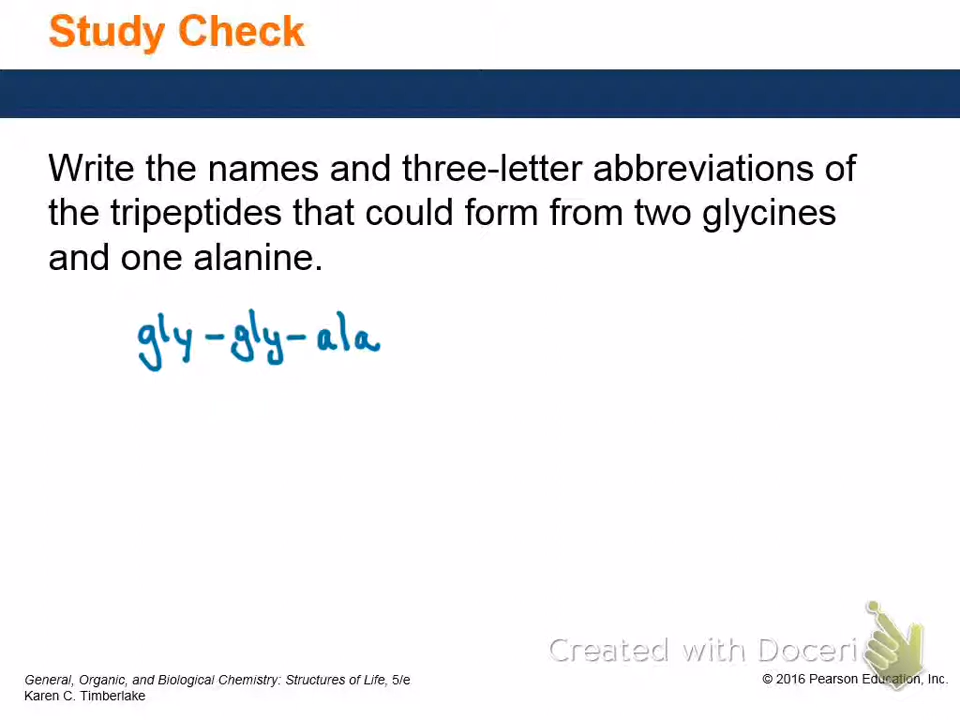 Study Check
Write the names and three-letter abbreviations of
the tripeptides that could form from two glycines
and one alanine.
gly - gly - ala
Created with Doceri
General, Organic, and Biological Chemistry: Structures of Life, 5/e
Karen C. Timberlake
© 2016 Pearson Education, Inc.